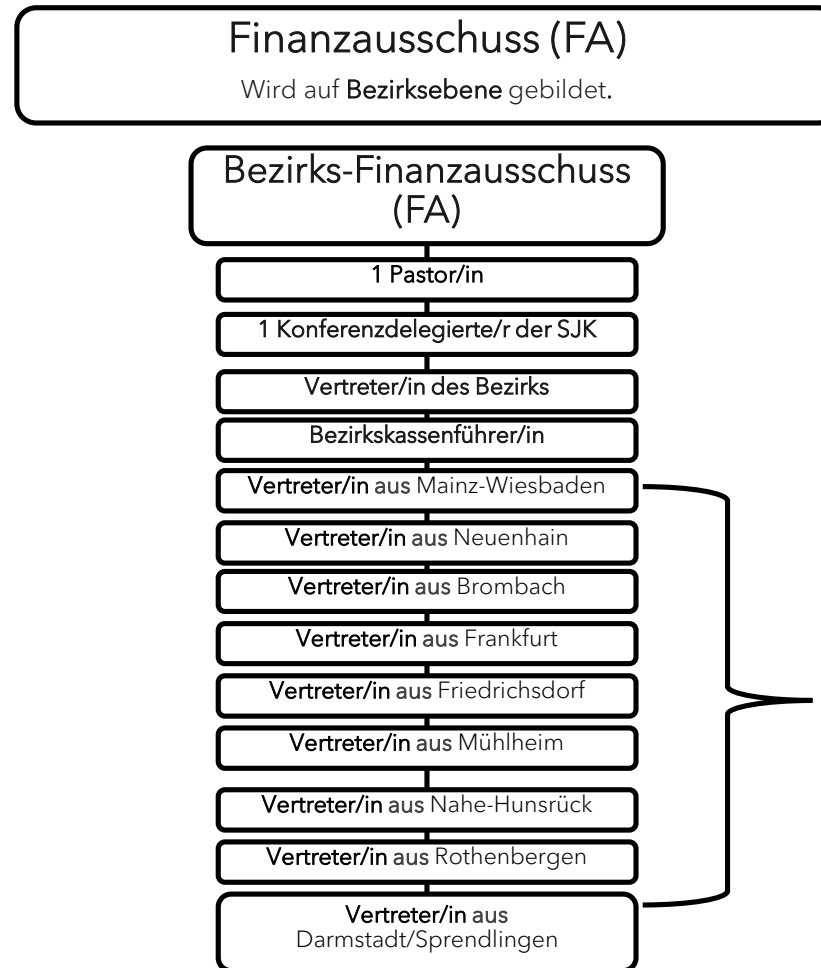 Finanzausschuss (FA)
Wird auf Bezirksebene gebildet.
Bezirks-Finanzausschuss
(FA)
1 Pastor/in
1 Konferenzdelegierte/r der SJK
Vertreter/in des Bezirks
Bezirkskassenführer/in
Vertreter/in aus Mainz-Wiesbaden
Vertreter/in aus Neuenhain
Vertreter/in aus Brombach
Vertreter/in aus Frankfurt
Vertreter/in aus Friedrichsdorf
Vertreter/in aus Mühlheim
Vertreter/in aus Nahe-Hunsrück
Vertreter/in aus Rothenbergen
Vertreter/in aus
Darmstadt/Sprendlingen